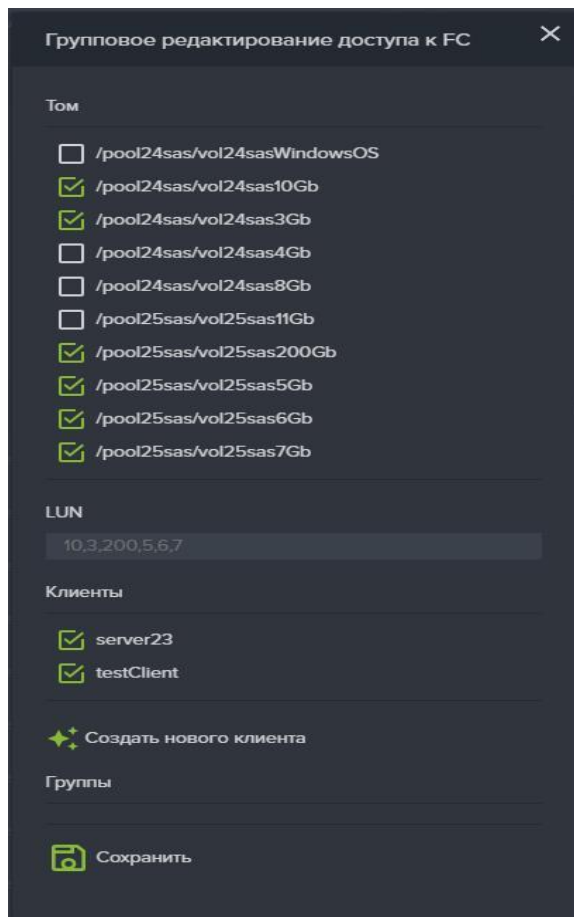 Групповое редактирование доступа к FC
Том
/pool24sas/vol24sasWindowsOS
/pool24sas/vol24sas10Gb
/pool24sas/vol24sas3Gb
/pool24sas/vol24sas4Gb
/pool24sas/vol24sas8Gb
/pool25sas/vol25sas11Gb
/pool25sas/vol25sas200Gb
/pool25sas/vol25sas5Gb
/pool25sas/vol25sas6Gb
/pool25sas/vol25sas7Gb
LUN
10,3,200,5,6,7
Клиенты
server23
testClient
Создать нового клиента
Группы
Сохранить